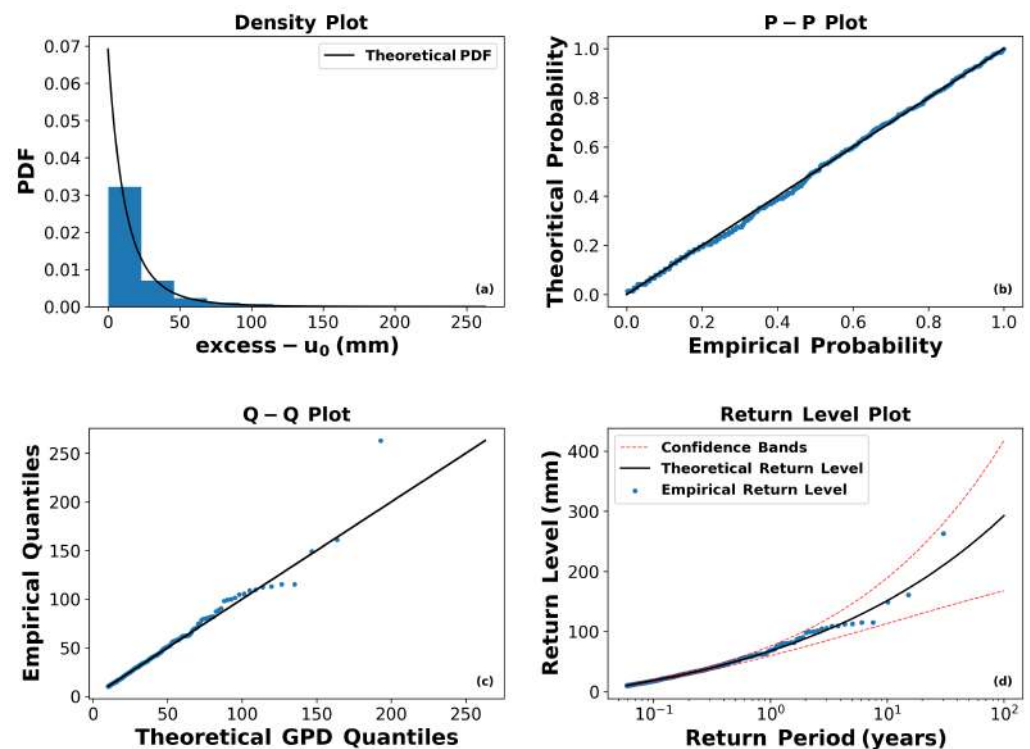 Density Plot
0.07
0.06
0.05
0.04
0.03
0.02
0.01
0.00
PDF
Theoretical PDF
(a)
0
50
100
150
200
250
excess – u0 (mm)
P – P Plot
1.0
0.8
0.6
0.4
0.2
0.0
Theoritical Probability
(b)
0.0
0.2
0.4
0.6
0.8
1.0
Empirical Probability
Q – Q Plot
250
200
150
100
50
0
Empirical Quantiles
(c)
0
50
100
150
200
250
Theoretical GPD Quantiles
Return Level Plot
400
300
200
100
0
Return Level (mm)
Confidence Bands
Theoretical Return Level
Empirical Return Level
(d)
10⁻¹
10⁰
10¹
10²
Return Period (years)